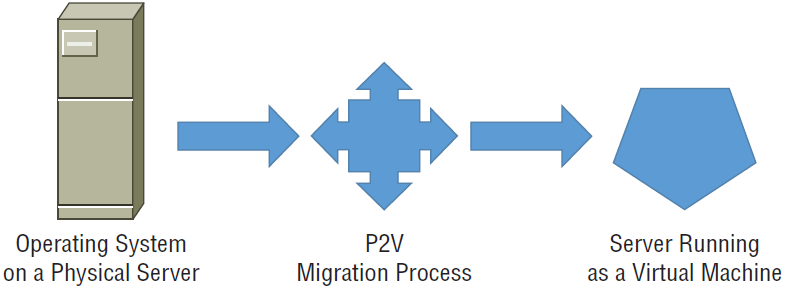 Operating System
on a Physical Server
P2V
Migration Process
Server Running
as a Virtual Machine